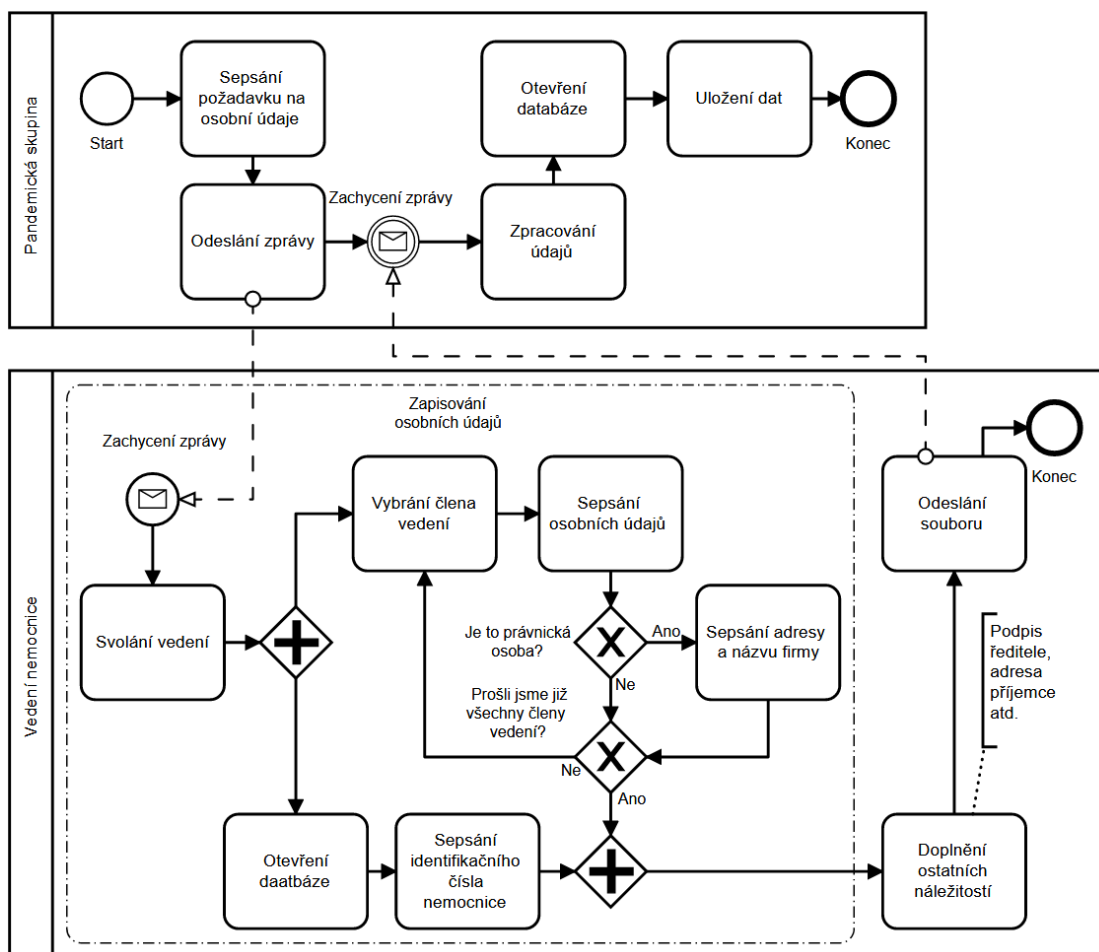 Pandemická skupina
Sepsání
požadavku na
osobní údaje
Start
Odeslání zprávy
Zachycení zprávy
Zpracování
údajů
Otevření
databáze
Uložení dat
Konec
Vedení nemocnice
Zapisování
osobních údajů
Zachycení zprávy
Svolání vedení
Vybrání člena
vedení
Sepsání
osobních údajů
Je to právnická
osoba?
Ano
Sepsání adresy
a názvu firmy
Ne
Prošli jsme již
všechny členy
vedení?
Ne
Ano
Otevření
daatbáze
Sepsání
identifikačního
čísla
nemocnice
Doplnění
ostatních
náležitostí
Podpis
ředitele,
adresa
příjemce
atd.
Odeslání
souboru
Konec